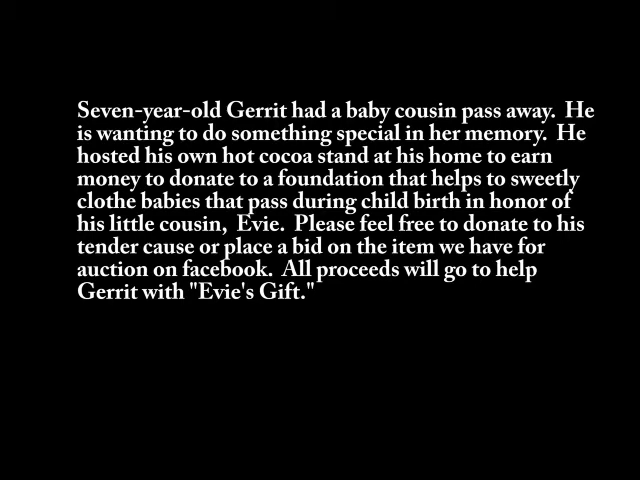 Seven-year-old Gerrit had a baby cousin pass away.  He
is wanting to do something special in her memory.  He
hosted his own hot cocoa stand at his home to earn
money to donate to a foundation that helps to sweetly
clothe babies that pass during child birth in honor of
his little cousin,  Evie.  Please feel free to donate to his
tender cause or place a bid on the item we have for
auction on facebook.  All proceeds will go to help
Gerrit with "Evie's Gift."